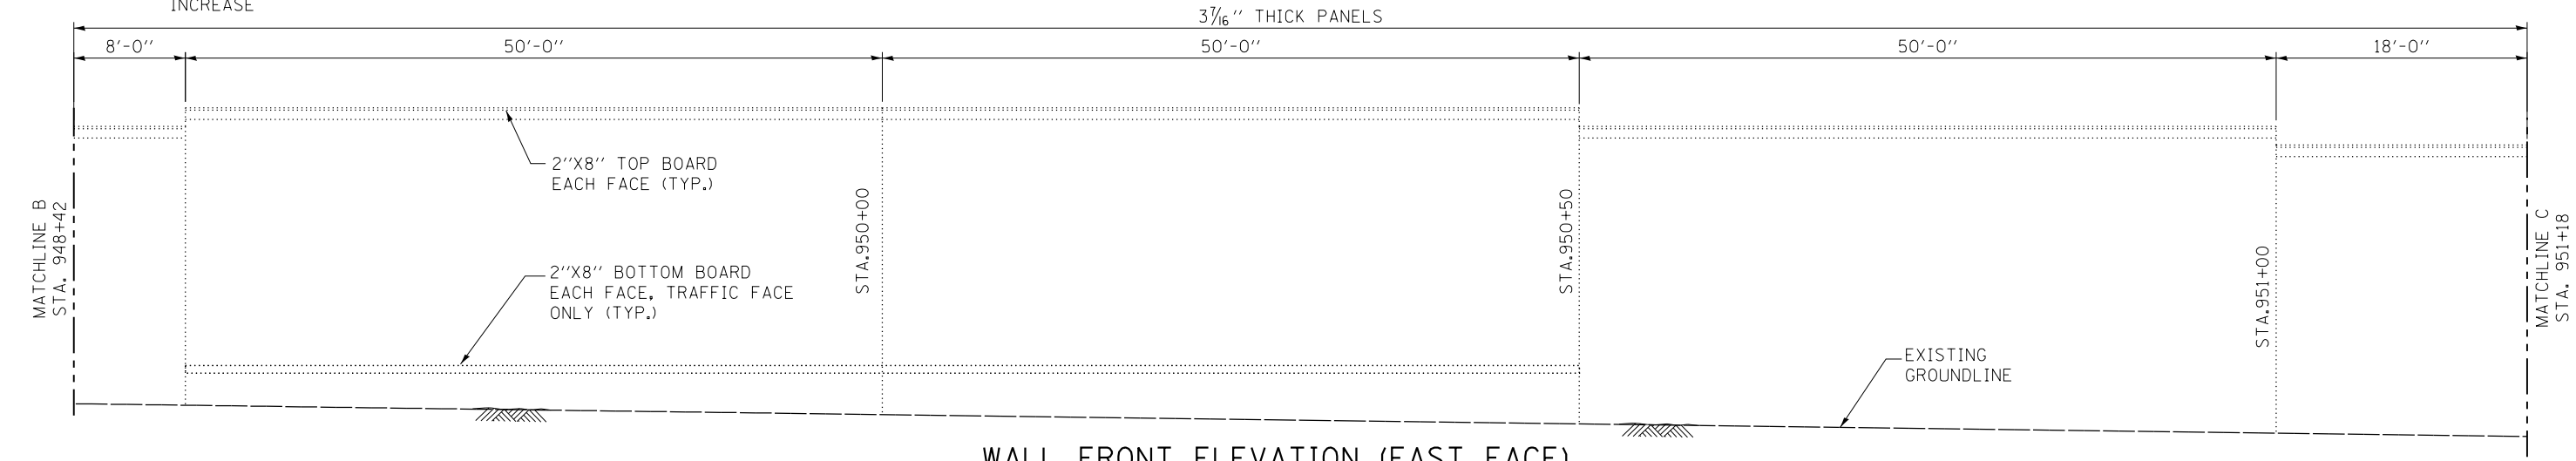 INCREASE
3 7/16" THICK PANELS
8'-0"
50'-0"
50'-0"
50'-0"
18'-0"
2"X8" TOP BOARD
EACH FACE (TYP.)
MATCHLINE B
STA. 948+42
STA.950+00
STA.950+50
STA.951+00
MATCHLINE C
STA. 951+18
2"X8" BOTTOM BOARD
EACH FACE, TRAFFIC FACE
ONLY (TYP.)
EXISTING
GROUNDLINE
WALL FRONT ELEVATION (EAST FACE)